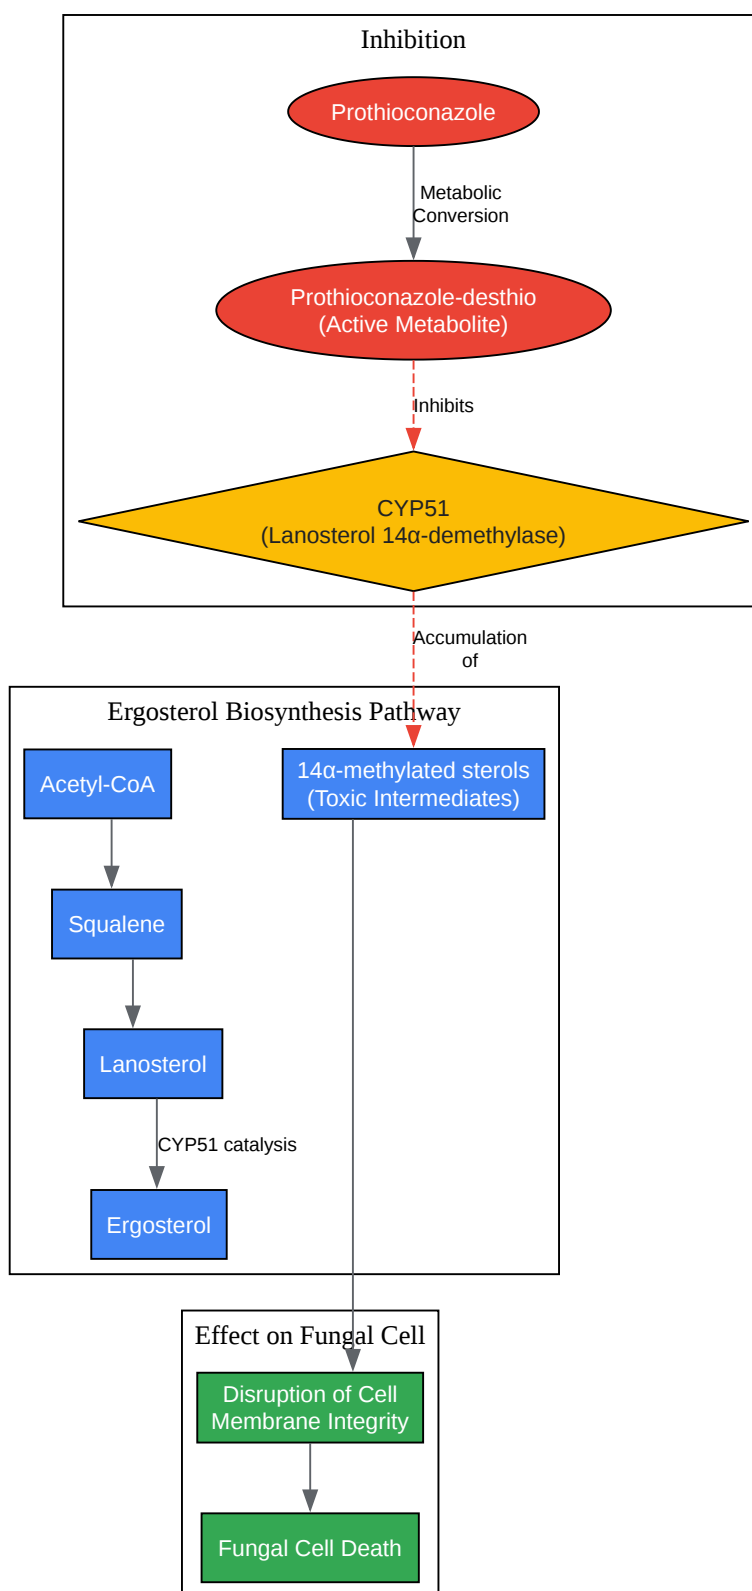 Inhibition
Prothioconazole
Metabolic
Conversion
Prothioconazole-desthio
(Active Metabolite)
Inhibits
CYP51
(Lanosterol 14α-demethylase)
Accumulation
of
Ergosterol Biosynthesis Pathway
Acetyl-CoA
14α-methylated sterols
(Toxic Intermediates)
Squalene
Lanosterol
CYP51 catalysis
Ergosterol
Effect on Fungal Cell
Disruption of Cell
Membrane Integrity
Fungal Cell Death